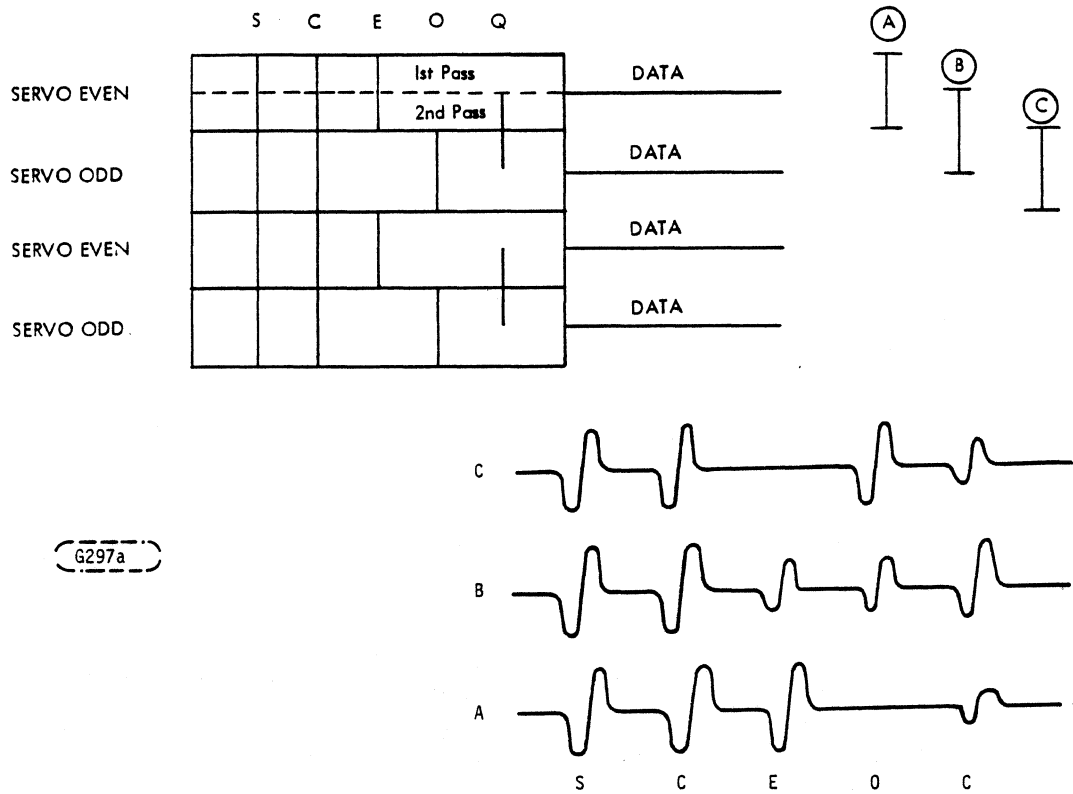 S C E O Q
A
B
C
SERVO EVEN
1st Pass
2nd Pass
DATA
SERVO ODD
DATA
SERVO EVEN
DATA
SERVO ODD
DATA
C
G297a
B
A
S C E O C